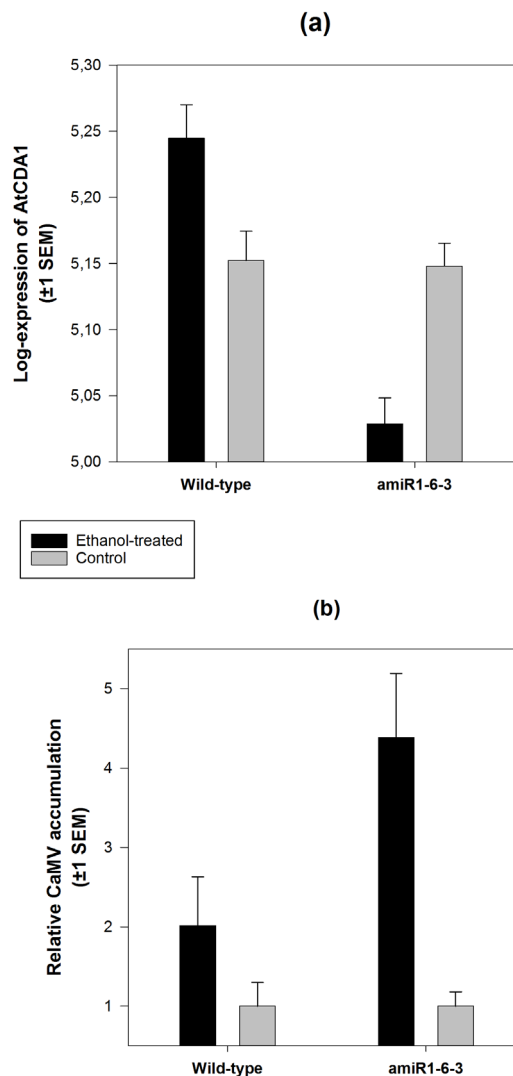 (a)
Log-expression of AtCDA1
(±1 SEM)
5,30
5,25
5,20
5,15
5,10
5,05
5,00
Wild-type
amiR1-6-3
Ethanol-treated
Control
(b)
Relative CaMV accumulation
(±1 SEM)
5
4
3
2
1
Wild-type
amiR1-6-3